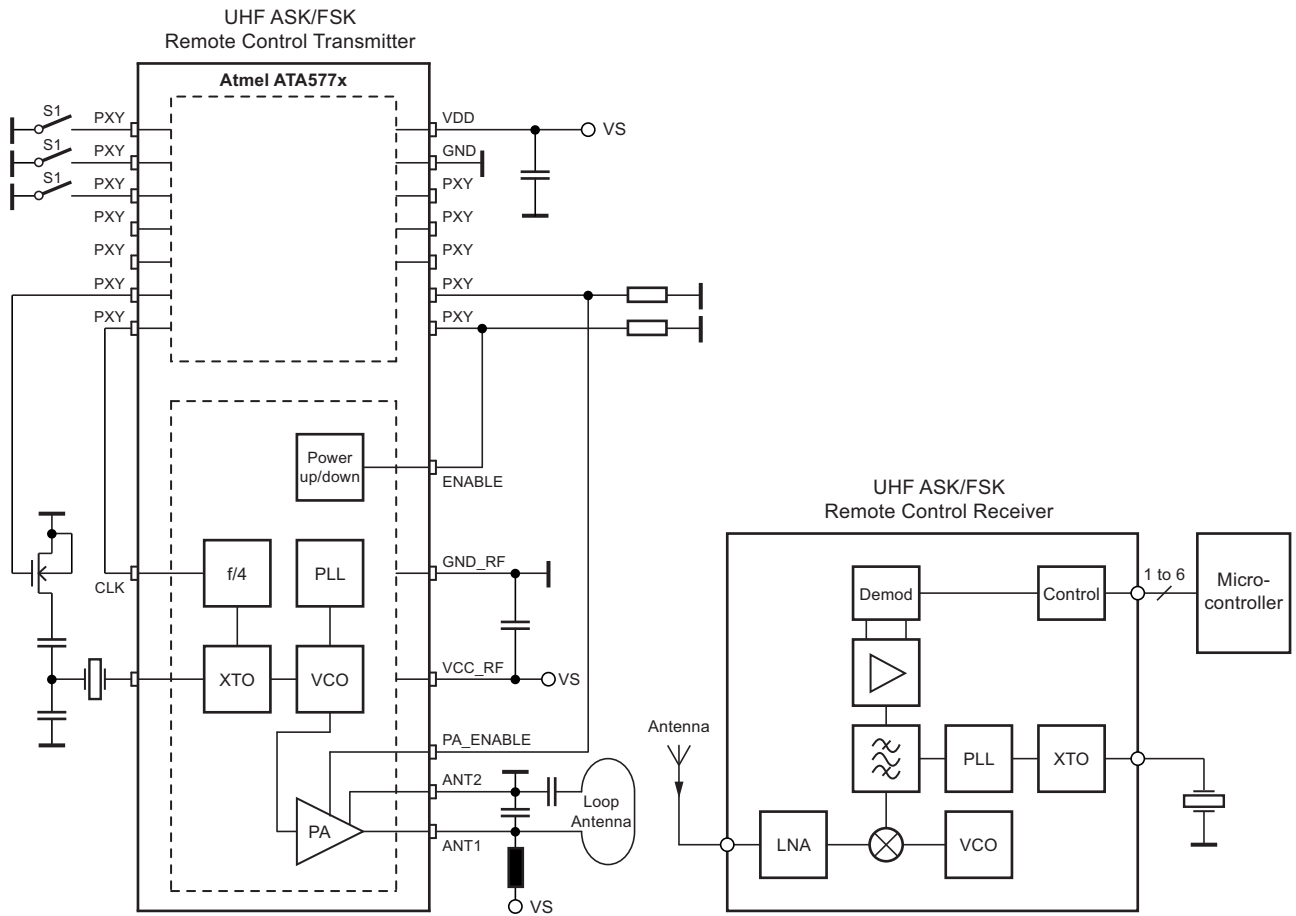 UHF ASK/FSK
Remote Control Transmitter
Atmel ATA577x
S1
PXY
VDD
VS
S1
PXY
GND
S1
PXY
PXY
PXY
PXY
PXY
PXY
PXY
PXY
PXY
PXY
Power
up/down
ENABLE
CLK
f/4
PLL
GND_RF
XTO
VCO
VCC_RF
VS
PA_ENABLE
ANT2
Loop
Antenna
PA
ANT1
VS
UHF ASK/FSK
Remote Control Receiver
Demod
Control
1 to 6
Micro-
controller
Antenna
PLL
XTO
LNA
VCO